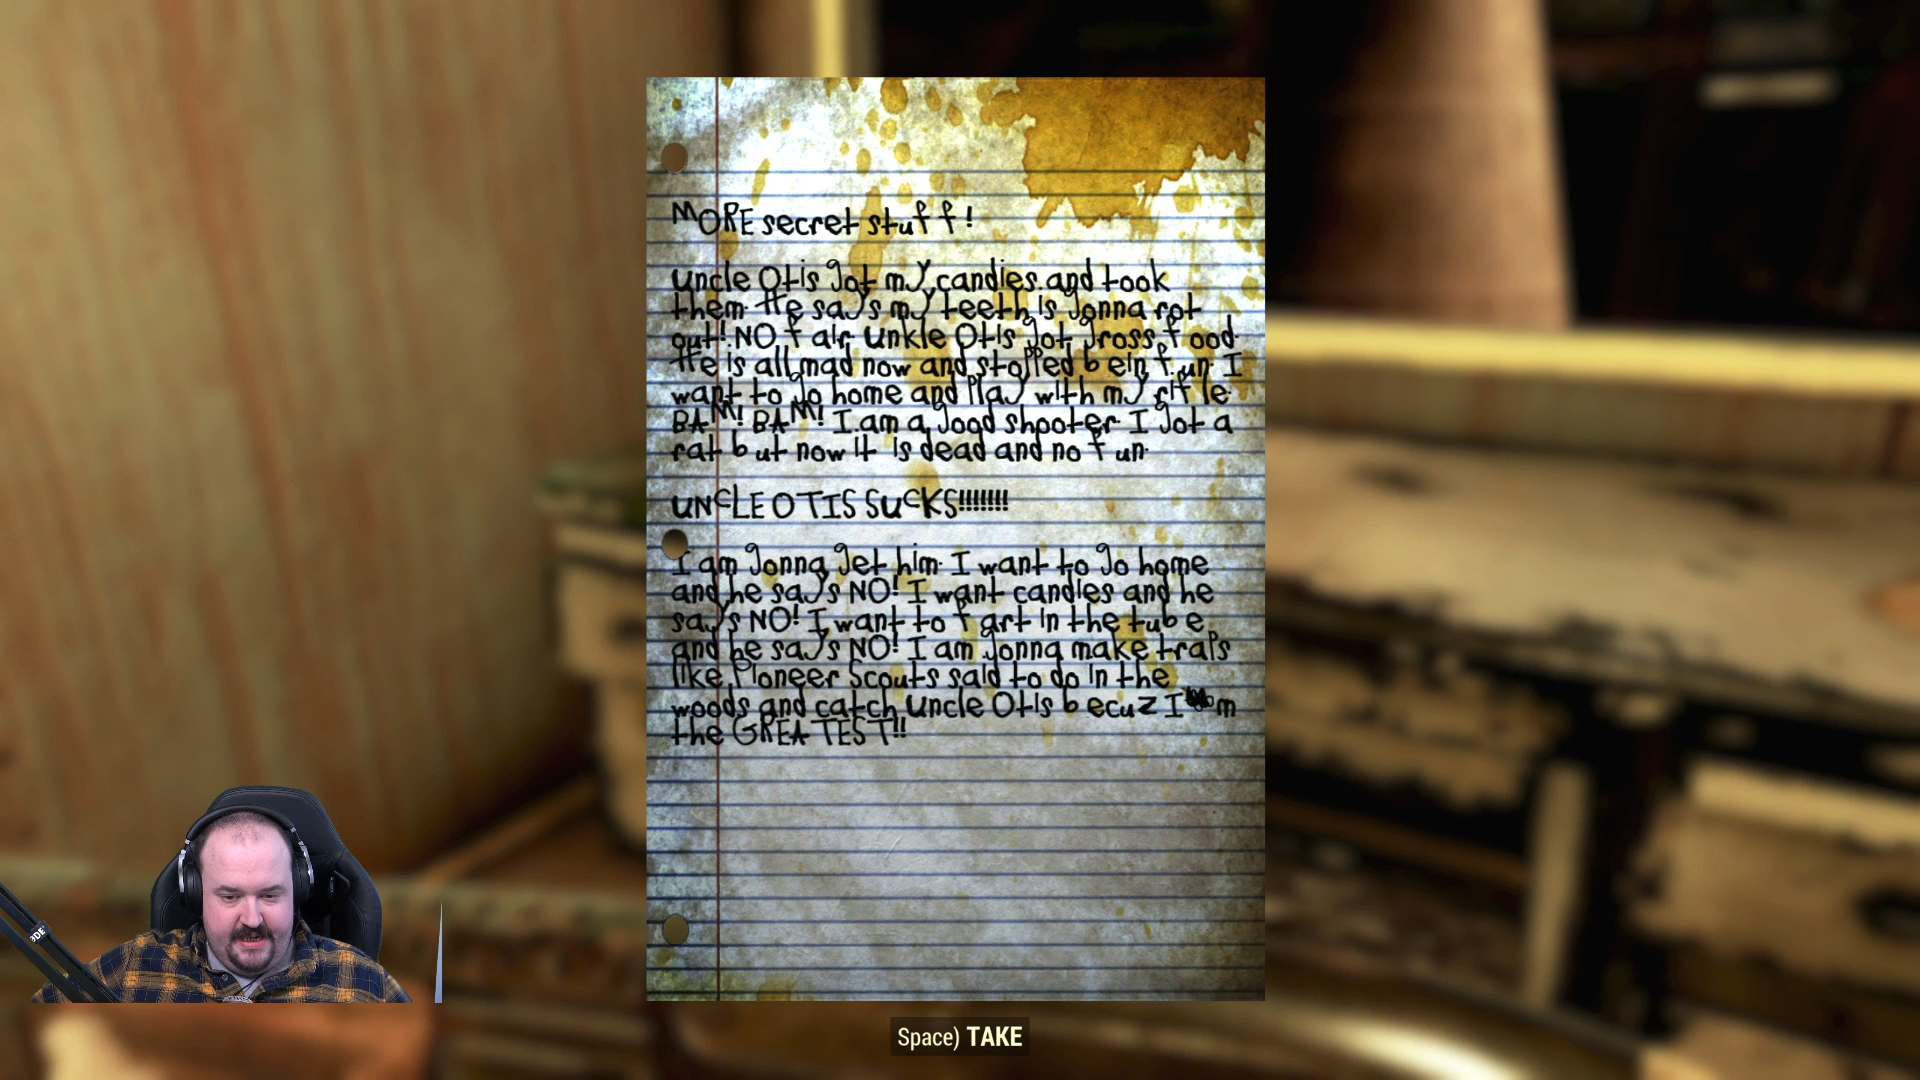 MORE secret stuff!
Uncle Otis got my candies and took
them. He says my teeth is gonna rot
out! NO fair. Unkle Otis got gross food.
He is all mad now and stopped bein fun. I
want to go home and play with my rifle.
BAM! BAM! I am a good shooter. I got a
rat but now it is dead and no fun.
UNCLE OTIS SUCKS!!!!!!!
I am gonna get him. I want to go home
and he says NO! I want candies and he
says NO! I want to fart in the tube
and he says NO! I am gonna make traps
like Pioneer Scouts said to do in the
woods and catch Uncle Otis becuz I m
the GREATEST!!
3DE
Space) TAKE